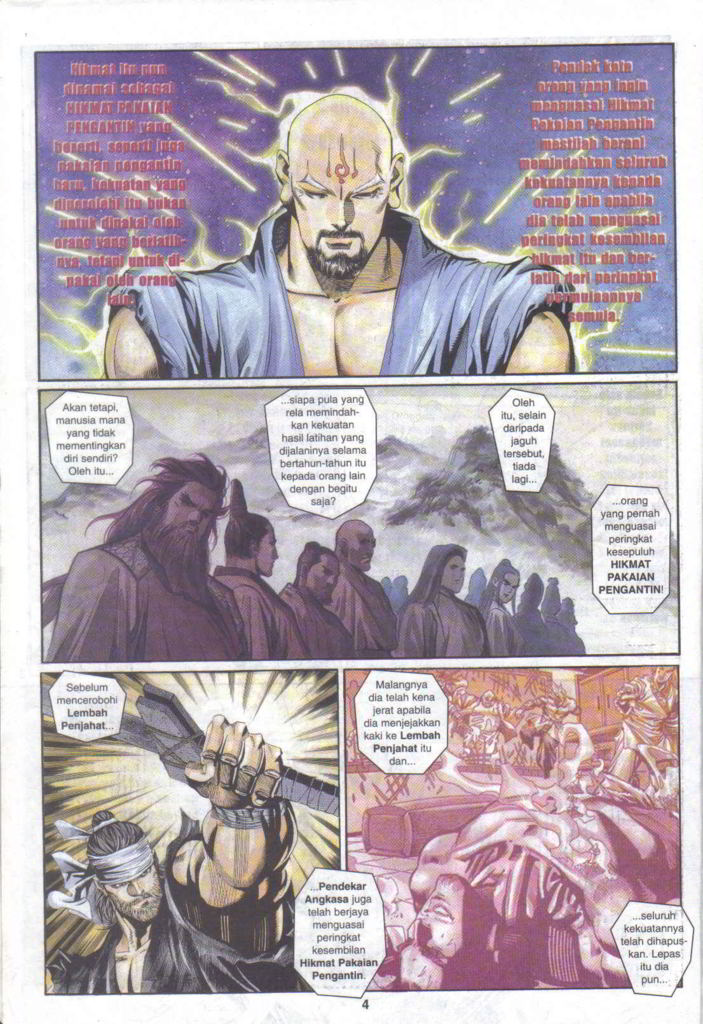 Hikmat itu pun
dinamai sebagai
HIKMAT PAKAIAN
PENGANTIN yang
bererti, seperti juga
pakaian pengantin
baru, kekuatan yang
diperolehi itu bukan
untuk dipakai oleh
orang yang berlatih-
nya, tetapi untuk di-
pakai oleh orang
lain.
Pendek kata
orang yang ingin
menguasai Hikmat
Pakaian Pengantin
mestilah berani
memindahkan seluruh
kekuatannya kepada
orang lain apabila
dia telah menguasai
peringkat kesembilan
hikmat itu dan ber-
latih dari peringkat
permulaannya
semula.
Akan tetapi,
manusia mana
yang tidak
mementingkan
diri sendiri?
Oleh itu...
...siapa pula yang
rela memindah-
kan kekuatan
hasil latihan yang
dijalaninya selama
bertahun-tahun itu
kepada orang lain
dengan begitu
saja?
Oleh
itu, selain
daripada
jaguh
tersebut,
tiada
lagi...
...orang
yang pernah
menguasai
peringkat
kesepuluh
HIKMAT
PAKAIAN
PENGANTIN!
Sebelum
mencerobohi
Lembah
Penjahat...
...Pendekar
Angkasa juga
telah berjaya
menguasai
peringkat
kesembilan
Hikmat Pakaian
Pengantin.
Malangnya
dia telah kena
jerat apabila
dia menjejakkan
kaki ke Lembah
Penjahat itu
dan...
...seluruh
kekuatannya
telah dihapus-
kan. Lepas
itu dia
pun...
4